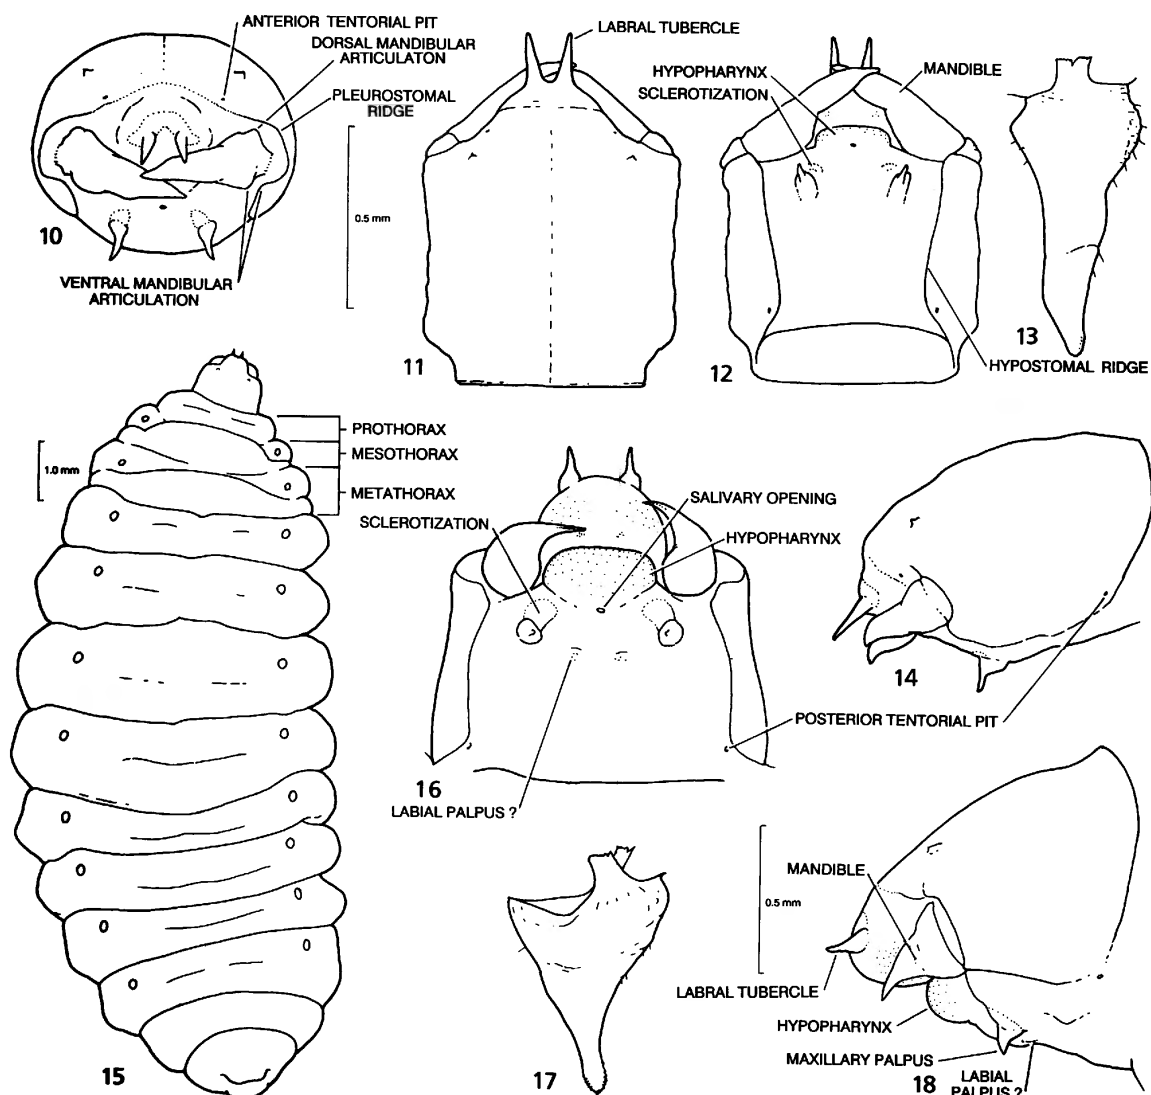 ANTERIOR TENTORIAL PIT
DORSAL MANDIBULAR
ARTICULATON
PLEUROSTOMAL
RIDGE
0.5 mm
10
VENTRAL MANDIBULAR
ARTICULATION
LABRAL TUBERCLE
11
HYPOPHARYNX
SCLEROTIZATION
MANDIBLE
12
HYPOSTOMAL RIDGE
13
1.0 mm
PROTHORAX
MESOTHORAX
METATHORAX
15
SCLEROTIZATION
SALIVARY OPENING
HYPOPHARYNX
16
LABIAL PALPUS ?
14
POSTERIOR TENTORIAL PIT
17
0.5 mm
MANDIBLE
LABRAL TUBERCLE
HYPOPHARYNX
MAXILLARY PALPUS
18
LABIAL
PALPUS ?